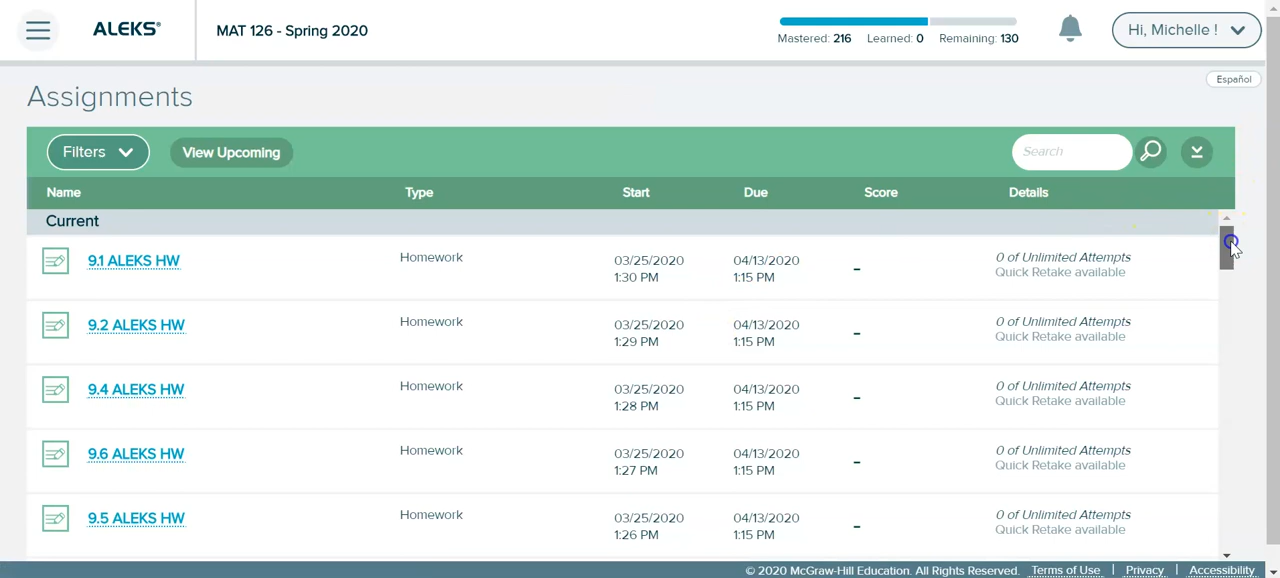 ALEKS® MAT 126 - Spring 2020 Hi, Michelle !
Mastered: 216 Learned: 0 Remaining: 130
Español
Assignments
Filters View Upcoming Search
Name Type Start Due Score Details
Current
9.1 ALEKS HW Homework 03/25/2020 04/13/2020 - 0 of Unlimited Attempts
1:30 PM 1:15 PM Quick Retake available
9.2 ALEKS HW Homework 03/25/2020 04/13/2020 - 0 of Unlimited Attempts
1:29 PM 1:15 PM Quick Retake available
9.4 ALEKS HW Homework 03/25/2020 04/13/2020 - 0 of Unlimited Attempts
1:28 PM 1:15 PM Quick Retake available
9.6 ALEKS HW Homework 03/25/2020 04/13/2020 - 0 of Unlimited Attempts
1:27 PM 1:15 PM Quick Retake available
9.5 ALEKS HW Homework 03/25/2020 04/13/2020 - 0 of Unlimited Attempts
1:26 PM 1:15 PM Quick Retake available
© 2020 McGraw-Hill Education. All Rights Reserved. Terms of Use | Privacy | Accessibility